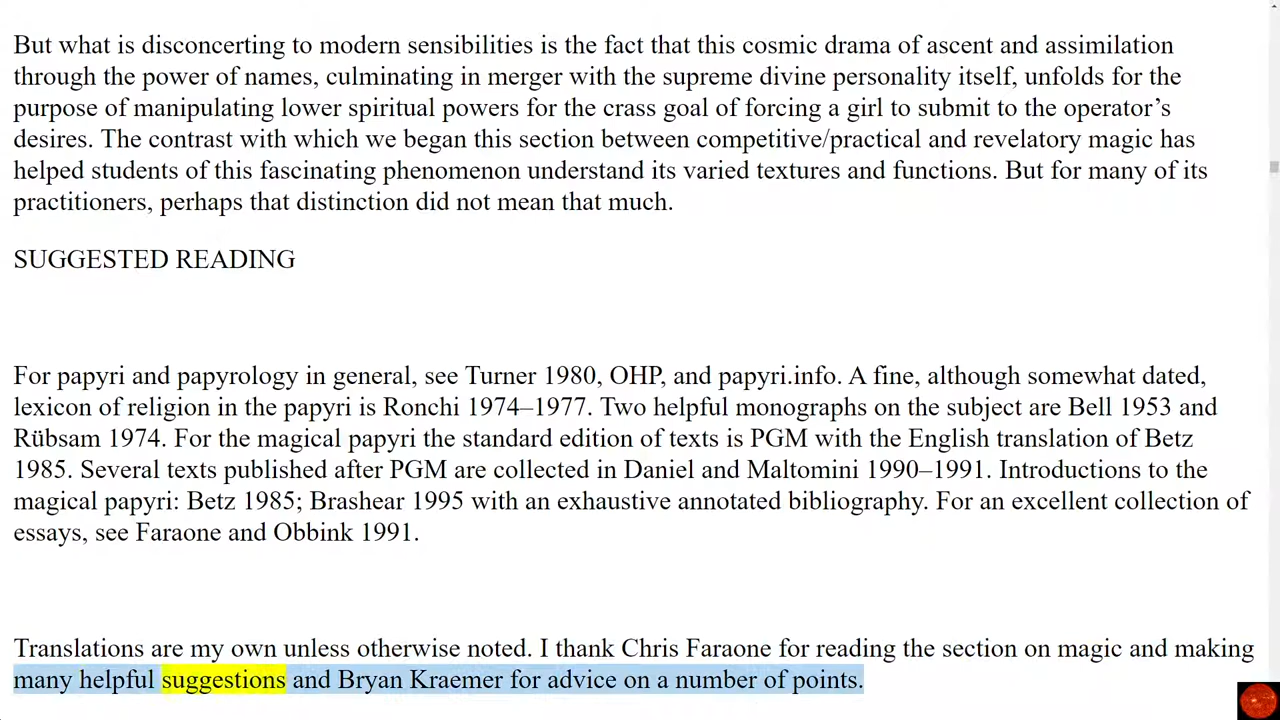 But what is disconcerting to modern sensibilities is the fact that this cosmic drama of ascent and assimilation
through the power of names, culminating in merger with the supreme divine personality itself, unfolds for the
purpose of manipulating lower spiritual powers for the crass goal of forcing a girl to submit to the operator’s
desires. The contrast with which we began this section between competitive/practical and revelatory magic has
helped students of this fascinating phenomenon understand its varied textures and functions. But for many of its
practitioners, perhaps that distinction did not mean that much.
SUGGESTED READING
For papyri and papyrology in general, see Turner 1980, OHP, and papyri.info. A fine, although somewhat dated,
lexicon of religion in the papyri is Ronchi 1974–1977. Two helpful monographs on the subject are Bell 1953 and
Rübsam 1974. For the magical papyri the standard edition of texts is PGM with the English translation of Betz
1985. Several texts published after PGM are collected in Daniel and Maltomini 1990–1991. Introductions to the
magical papyri: Betz 1985; Brashear 1995 with an exhaustive annotated bibliography. For an excellent collection of
essays, see Faraone and Obbink 1991.
Translations are my own unless otherwise noted. I thank Chris Faraone for reading the section on magic and making
many helpful suggestions and Bryan Kraemer for advice on a number of points.